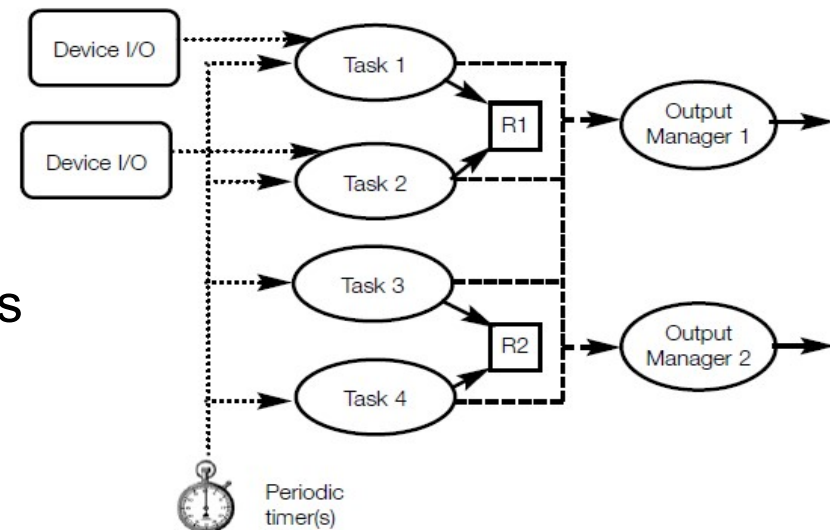 Device I/O
Task 1
R1
Output
Manager 1
Device I/O
Task 2
Task 3
s
R2
Output
Manager 2
Task 4
Periodic
timer(s)